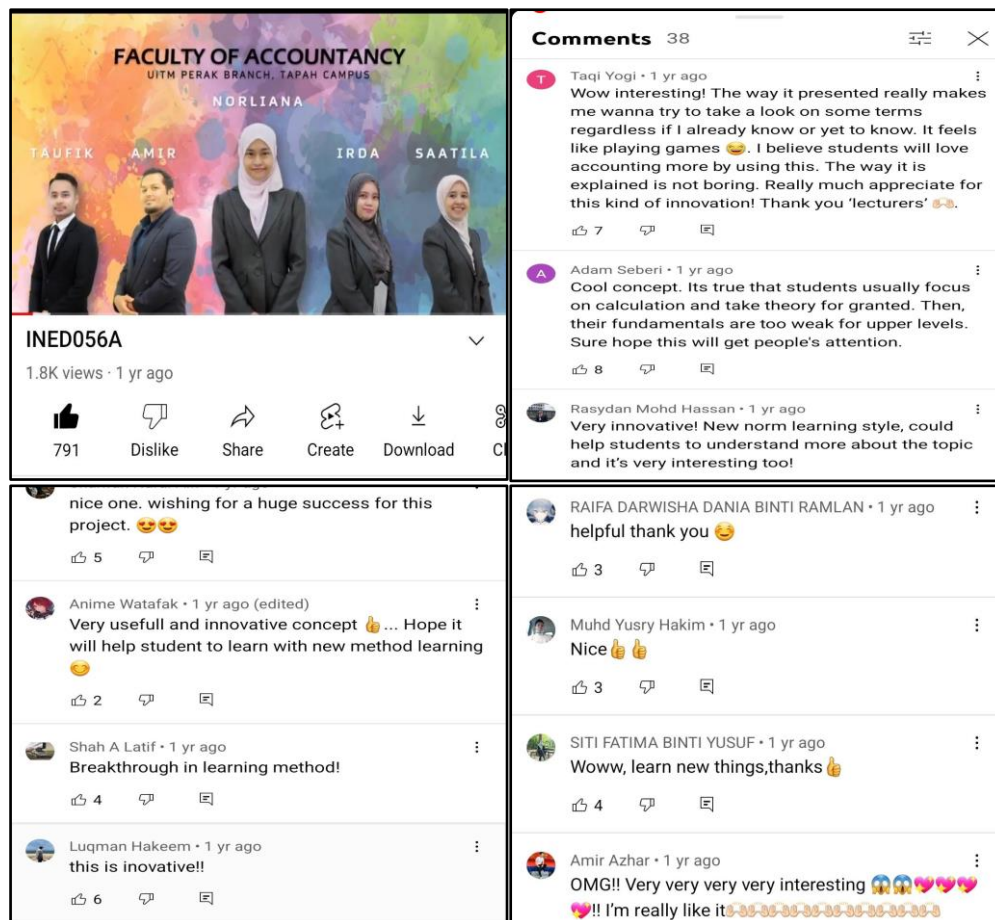 FACULTY OF ACCOUNTANCY
UITM PERAK BRANCH, TAPAH CAMPUS
NORLIANA
TAUFIK AMIR IRDA SAATILA
INED056A
1.8K views · 1 yr ago
791 Dislike Share Create Download
Comments 38
Taqi Yogi • 1 yr ago
Wow interesting! The way it presented really makes
me wanna try to take a look on some terms
regardless if I already know or yet to know. It feels
like playing games 😂. I believe students will love
accounting more by using this. The way it is
explained is not boring. Really much appreciate for
this kind of innovation! Thank you 'lecturers' 🙌🏻.
7
Adam Seberi • 1 yr ago
Cool concept. Its true that students usually focus
on calculation and take theory for granted. Then,
their fundamentals are too weak for upper levels.
Sure hope this will get people's attention.
8
Rasydan Mohd Hassan • 1 yr ago
Very innovative! New norm learning style, could
help students to understand more about the topic
and it's very interesting too!
nice one. wishing for a huge success for this
project. 😍😍
5
Anime Watafak • 1 yr ago (edited)
Very usefull and innovative concept 👍... Hope it
will help student to learn with new method learning
😊
2
Shah A Latif • 1 yr ago
Breakthrough in learning method!
4
Luqman Hakeem • 1 yr ago
this is inovative!!
6
RAIFA DARWISHA DANIA BINTI RAMLAN • 1 yr ago
helpful thank you 😊
3
Muhd Yusry Hakim • 1 yr ago
Nice👍👍
3
SITI FATIMA BINTI YUSUF • 1 yr ago
Woww, learn new things,thanks👍
4
Amir Azhar • 1 yr ago
OMG!! Very very very very interesting 😱😱💖💖💖
💖!! I'm really like it🙌🏻🙌🏻🙌🏻🙌🏻🙌🏻🙌🏻🙌🏻🙌🏻🙌🏻🙌🏻